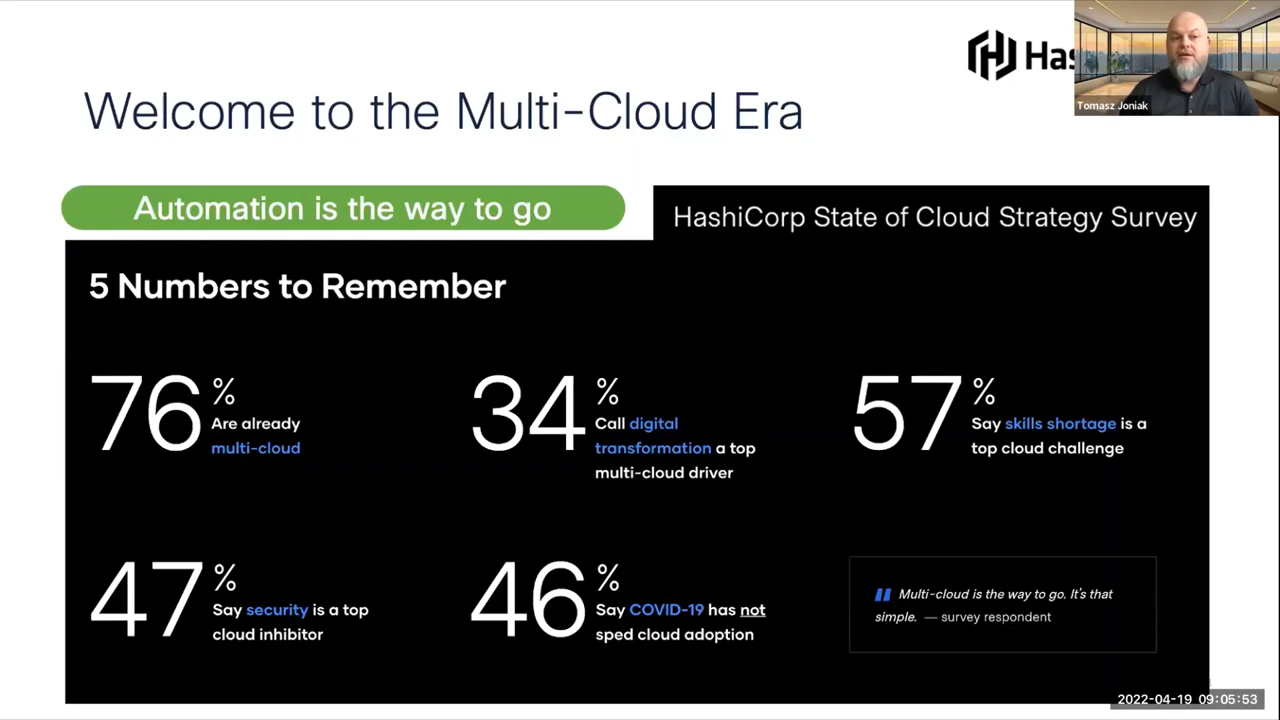 Has
Tomasz Joniak
Welcome to the Multi-Cloud Era
Automation is the way to go
HashiCorp State of Cloud Strategy Survey
5 Numbers to Remember
76%
Are already
multi-cloud
34%
Call digital
transformation a top
multi-cloud driver
57%
Say skills shortage is a
top cloud challenge
47%
Say security is a top
cloud inhibitor
46%
Say COVID-19 has not
sped cloud adoption
" Multi-cloud is the way to go. It's that
simple. — survey respondent
2022-04-19 09:05:53